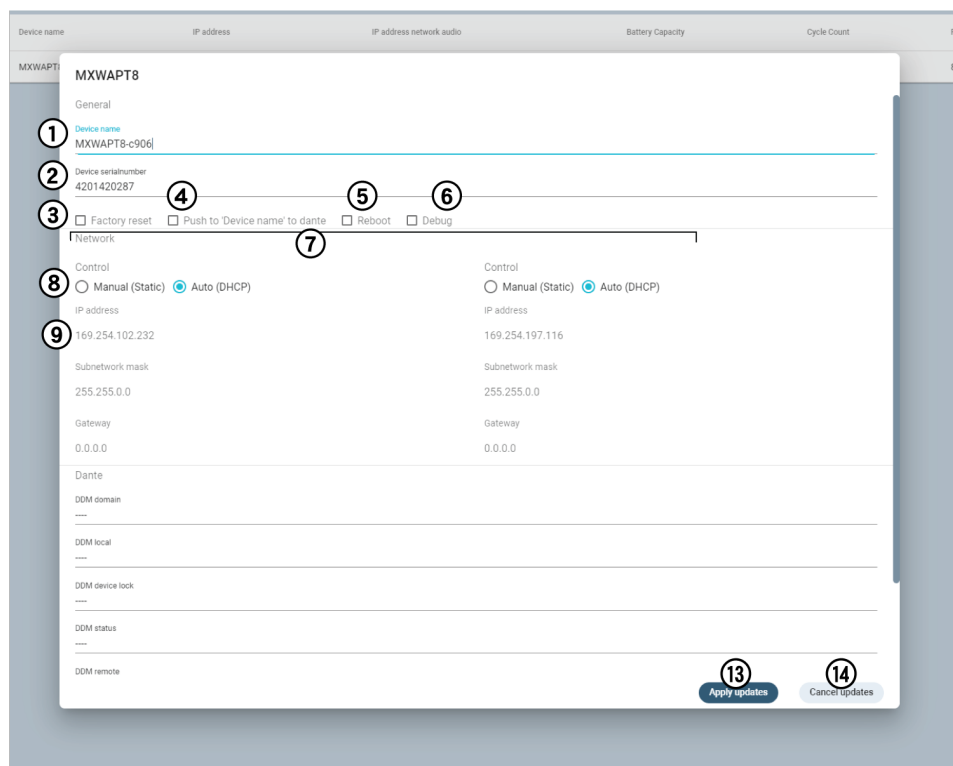 Device name IP address IP address network audio Battery Capacity Cycle Count
MXWAPT8
MXWAPT8
General
① Device name
MXWAPT8-c906
② Device serialnumber
4201420287
④ ⑤ ⑥
③ Factory reset Push to 'Device name' to dante Reboot Debug
⑦
Network
Control Control
⑧ Manual (Static) Auto (DHCP) Manual (Static) Auto (DHCP)
IP address IP address
⑨ 169.254.102.232 169.254.197.116
Subnetwork mask Subnetwork mask
255.255.0.0 255.255.0.0
Gateway Gateway
0.0.0.0 0.0.0.0
Dante
DDM domain
----
DDM local
----
DDM device lock
----
DDM status
----
DDM remote
⑬ ⑭
Apply updates Cancel updates